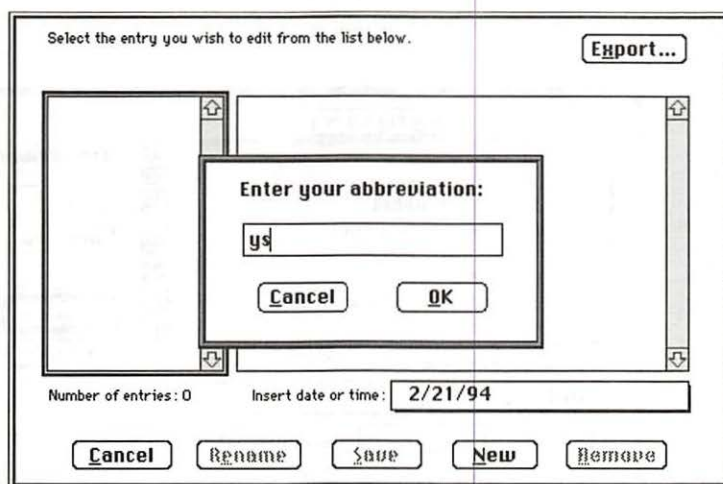 Select the entry you wish to edit from the list below.
Export...
Enter your abbreviation:
ys
Cancel OK
Number of entries: 0 Insert date or time: 2/21/94
Cancel Rename Save New Remove